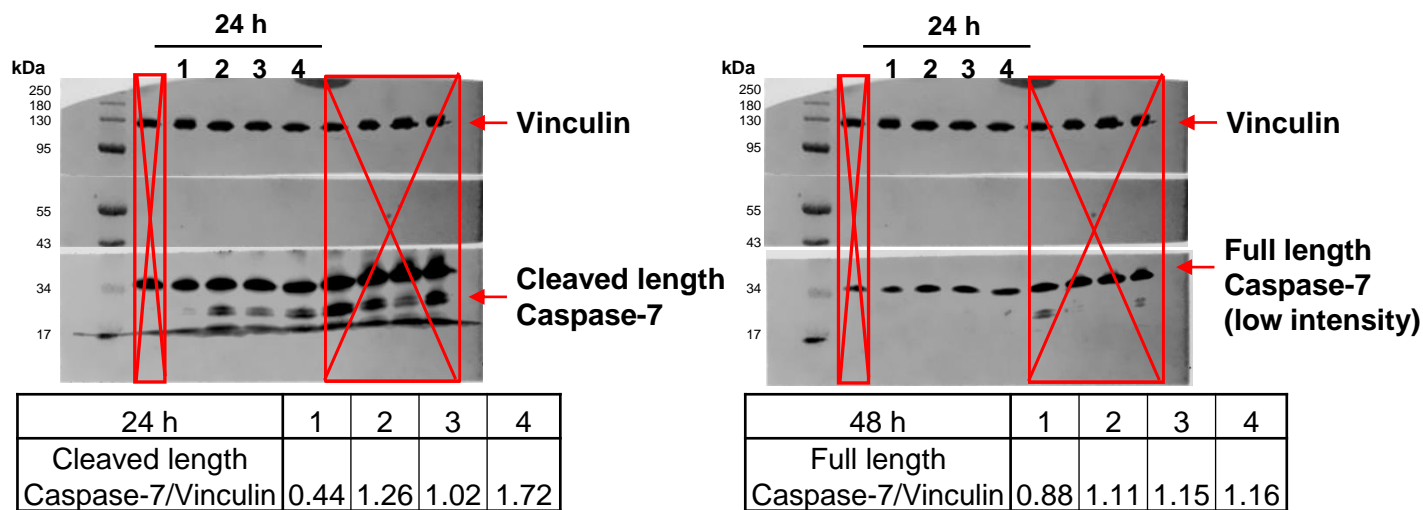 24 h
kDa 1 2 3 4
250
180
130
95
55
43
34
17
Vinculin
Cleaved length
Caspase-7
24 h 1 2 3 4
Cleaved length
Caspase-7/Vinculin 0.44 1.26 1.02 1.72
24 h
kDa 1 2 3 4
250
180
130
95
55
43
34
17
Vinculin
Full length
Caspase-7
(low intensity)
48 h 1 2 3 4
Full length
Caspase-7/Vinculin 0.88 1.11 1.15 1.16